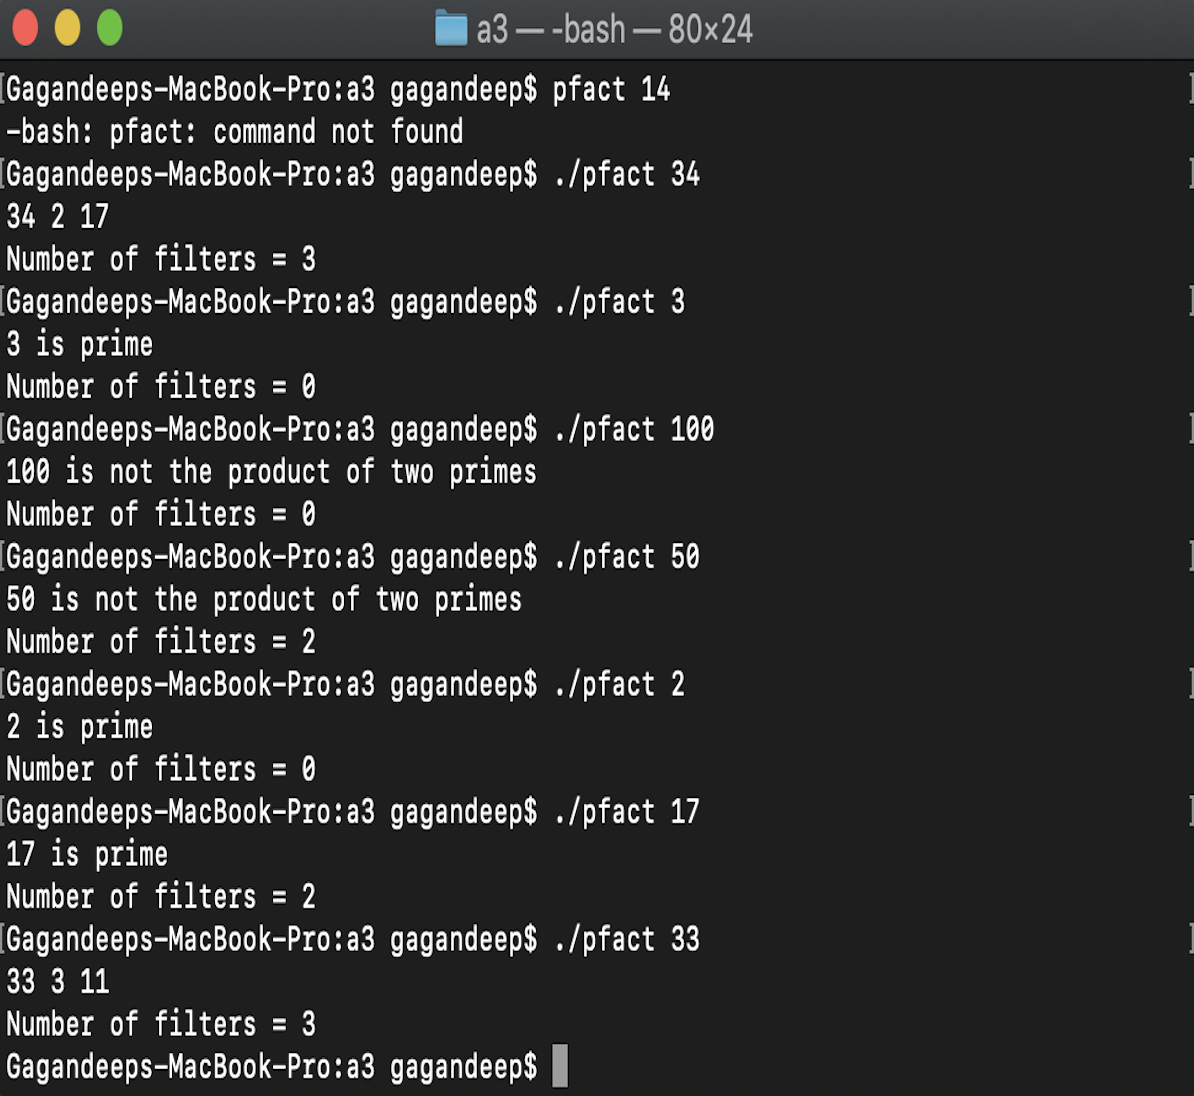 a3 — -bash — 80×24
[Gagandeeps-MacBook-Pro:a3 gagandeep$ pfact 14 ]
-bash: pfact: command not found
[Gagandeeps-MacBook-Pro:a3 gagandeep$ ./pfact 34 ]
34 2 17
Number of filters = 3
[Gagandeeps-MacBook-Pro:a3 gagandeep$ ./pfact 3 ]
3 is prime
Number of filters = 0
[Gagandeeps-MacBook-Pro:a3 gagandeep$ ./pfact 100 ]
100 is not the product of two primes
Number of filters = 0
[Gagandeeps-MacBook-Pro:a3 gagandeep$ ./pfact 50 ]
50 is not the product of two primes
Number of filters = 2
[Gagandeeps-MacBook-Pro:a3 gagandeep$ ./pfact 2 ]
2 is prime
Number of filters = 0
[Gagandeeps-MacBook-Pro:a3 gagandeep$ ./pfact 17 ]
17 is prime
Number of filters = 2
[Gagandeeps-MacBook-Pro:a3 gagandeep$ ./pfact 33 ]
33 3 11
Number of filters = 3
Gagandeeps-MacBook-Pro:a3 gagandeep$